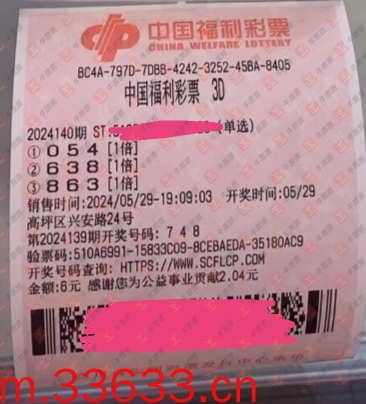 中国福利彩票
CHINA WELFARE LOTTERY
BC4A-797D-7DBB-4242-3252-45BA-8405
中国福利彩票 3D
2024140期 ST: (单选)
① 0 5 4 [1倍]
② 6 3 8 [1倍]
③ 8 6 3 [1倍]
销售时间:2024/05/29-19:09:03 开奖时间:05/29
高坪区兴安路24号
第2024139期开奖号码: 7 4 8
验票码:510A6991-15833C09-8CEBAEDA-35180AC9
开奖号码查询: HTTPS://WWW.SCFLCP.COM/
金额:6元 感谢您为公益事业贡献2.04元
m.33633.cn